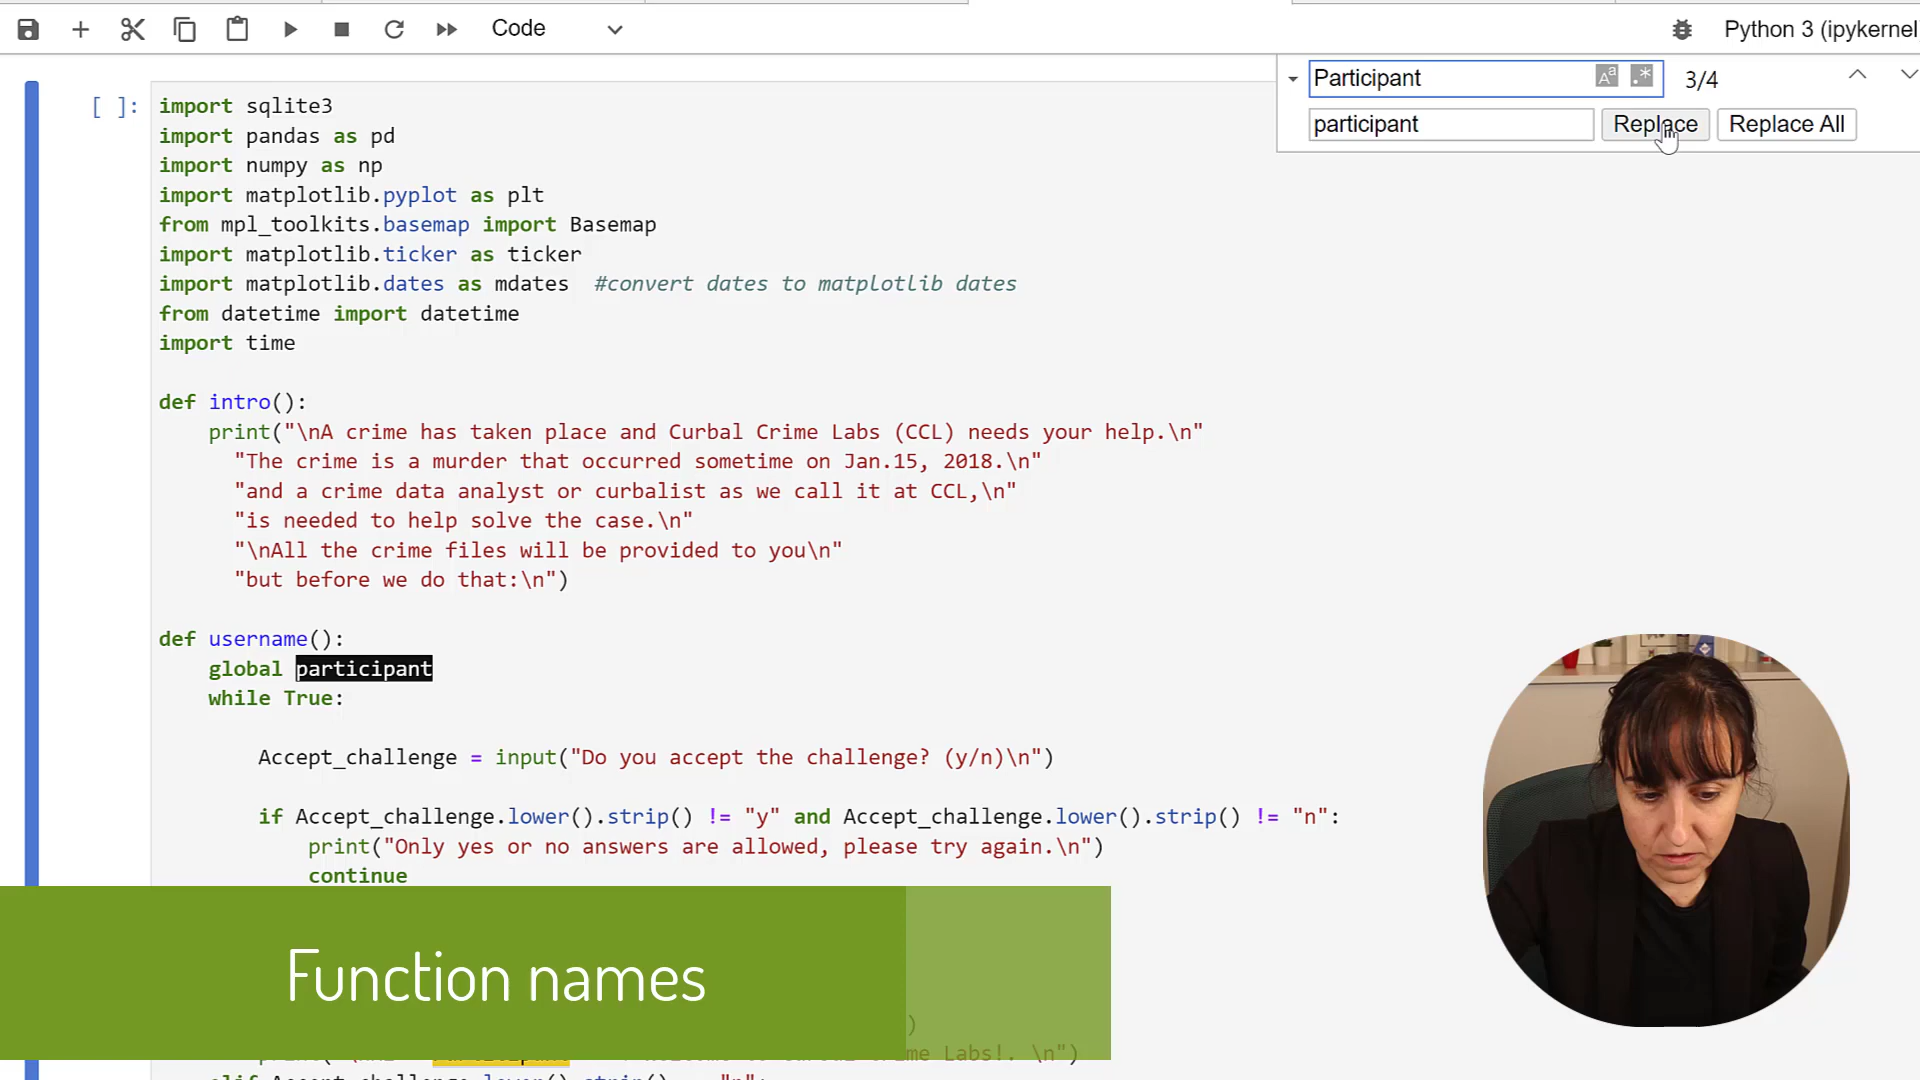 Code
Python 3 (ipykernel
Participant
3/4
participant
Replace
Replace All
[ ]:
import sqlite3
import pandas as pd
import numpy as np
import matplotlib.pyplot as plt
from mpl_toolkits.basemap import Basemap
import matplotlib.ticker as ticker
import matplotlib.dates as mdates  #convert dates to matplotlib dates
from datetime import datetime
import time
def intro():
print("\nA crime has taken place and Curbal Crime Labs (CCL) needs your help.\n"
"The crime is a murder that occurred sometime on Jan.15, 2018.\n"
"and a crime data analyst or curbalist as we call it at CCL,\n"
"is needed to help solve the case.\n"
"\nAll the crime files will be provided to you\n"
"but before we do that:\n")
def username():
global participant
while True:
Accept_challenge = input("Do you accept the challenge? (y/n)\n")
if Accept_challenge.lower().strip() != "y" and Accept_challenge.lower().strip() != "n":
print("Only yes or no answers are allowed, please try again.\n")
continue
Function names
)
me Labs!. \n")